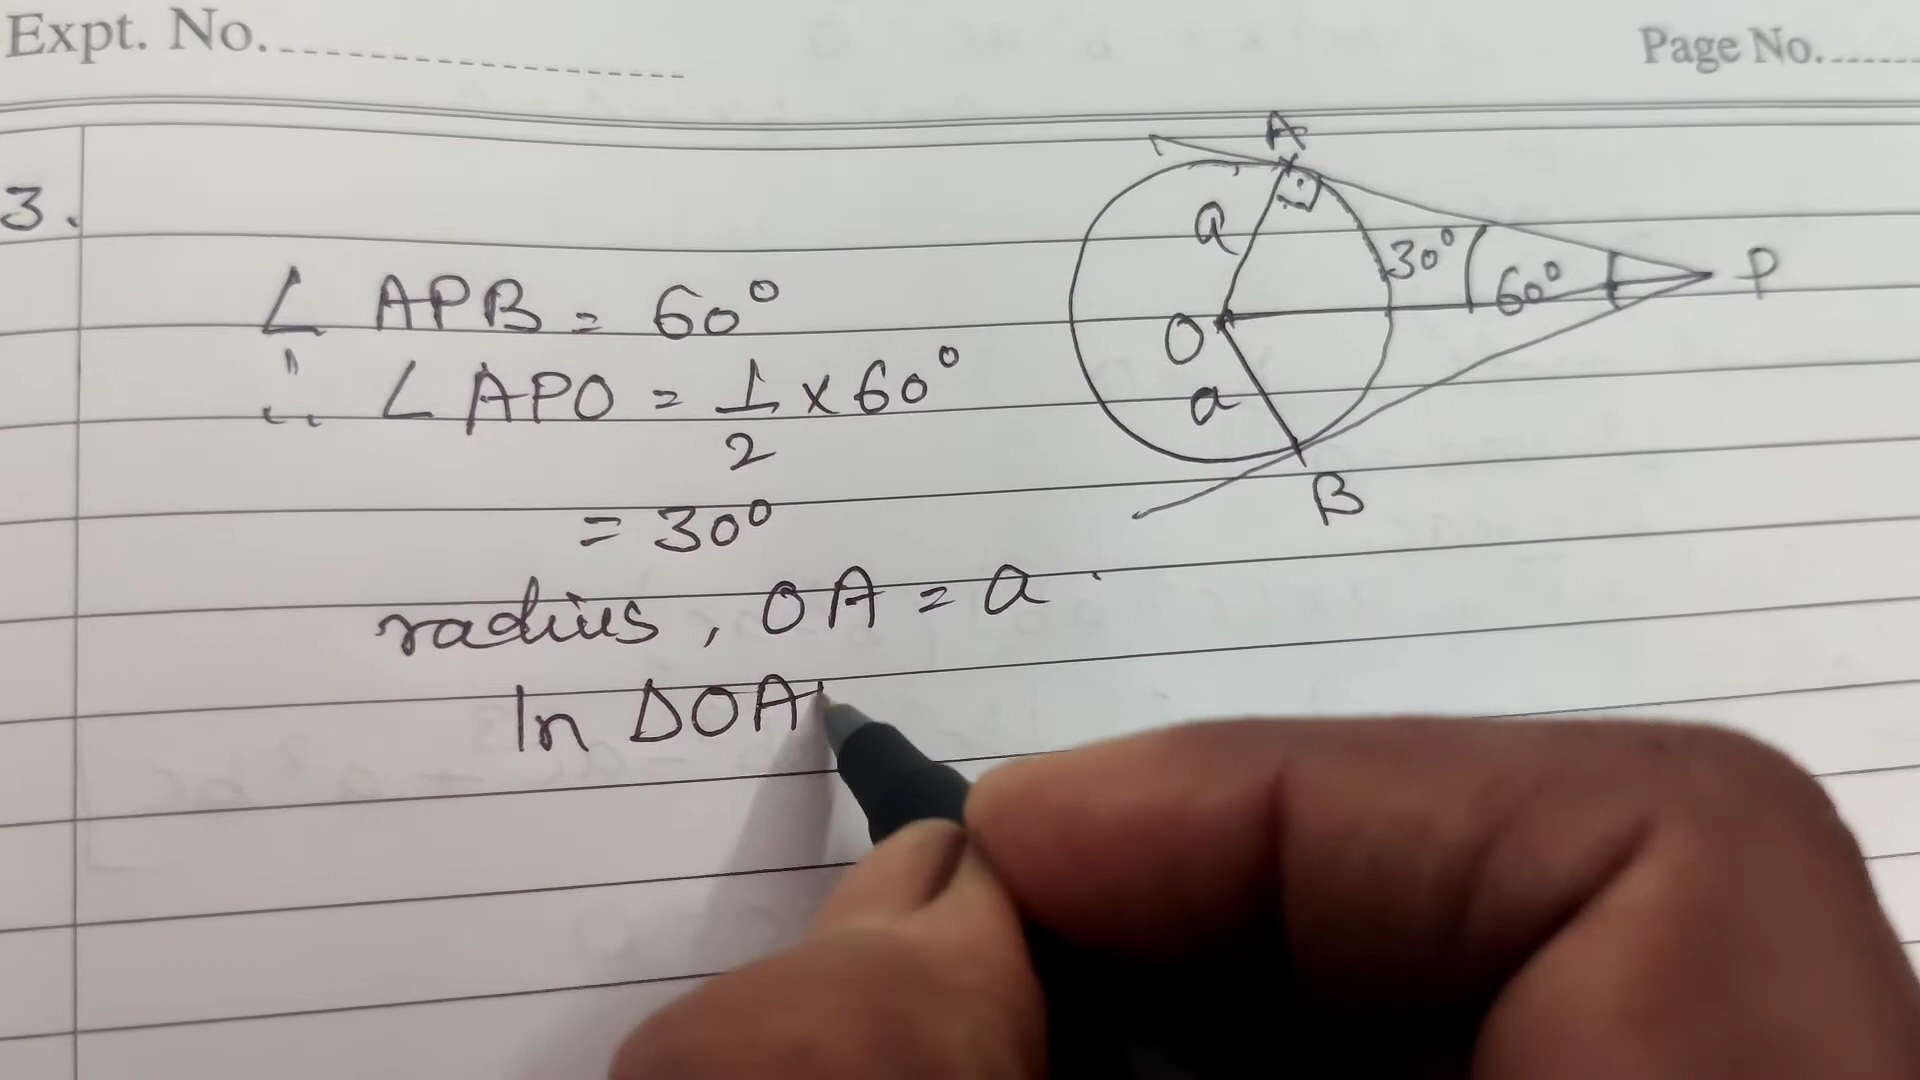 Expt. No.
Page No.
3.
∠ APB = 60°
∴ ∠ APO = 1/2 × 60°
= 30°
radius, OA = a
In ΔOA
A
a
30°
60°
P
O
a
B